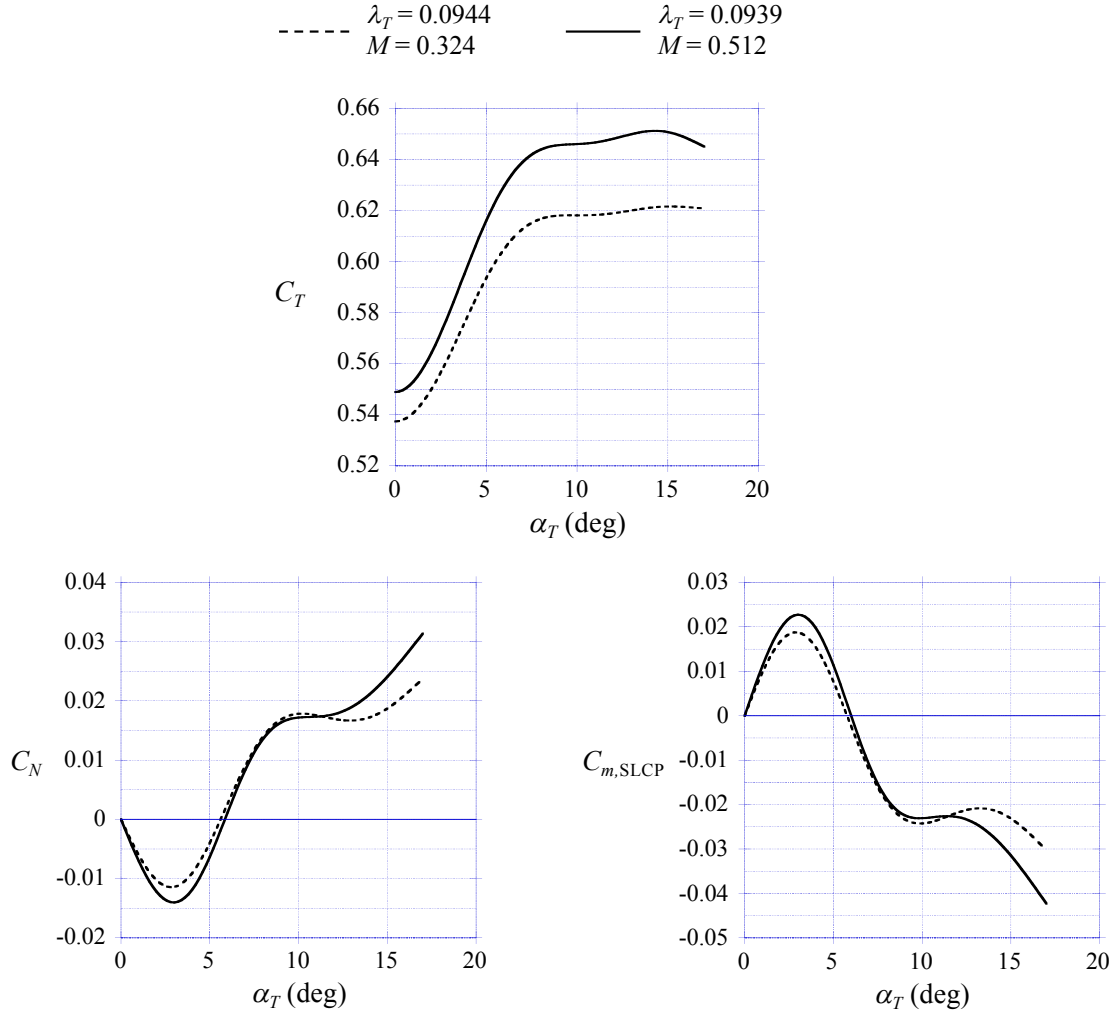 λT = 0.0944
M = 0.324
λT = 0.0939
M = 0.512
0.66
0.64
0.62
0.60
0.58
0.56
0.54
0.52
CT
0 5 10 15 20
αT (deg)
0.04
0.03
0.02
0.01
0
-0.01
-0.02
CN
0 5 10 15 20
αT (deg)
0.03
0.02
0.01
0
-0.01
-0.02
-0.03
-0.04
-0.05
Cm,SLCP
0 5 10 15 20
αT (deg)